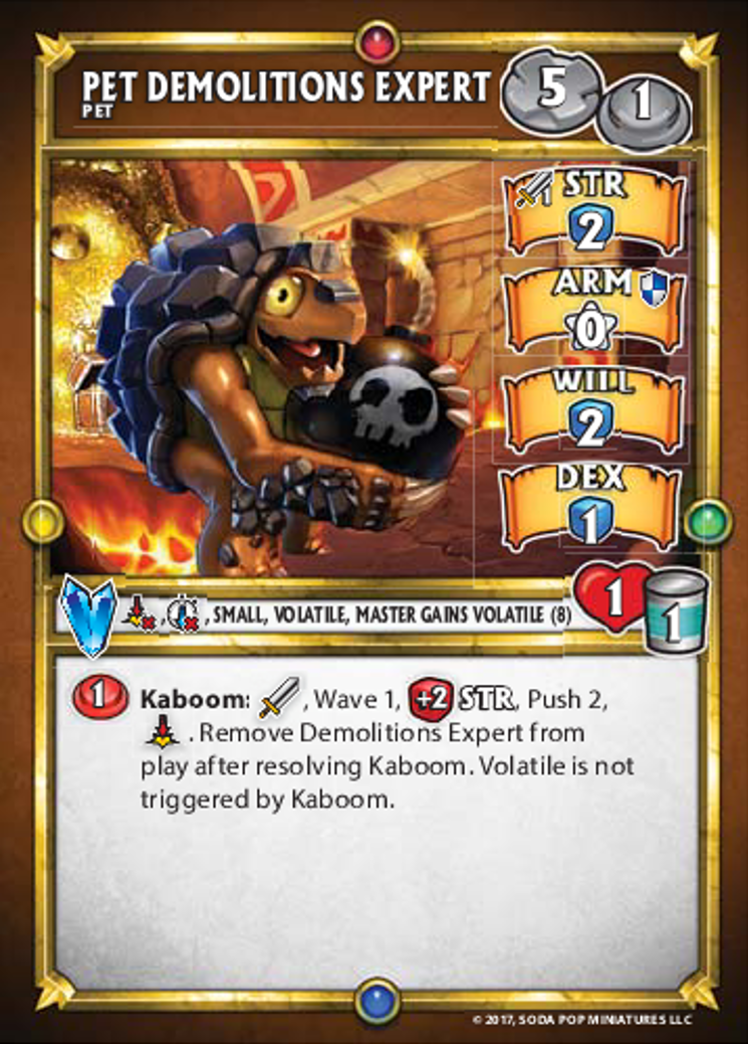 PET DEMOLITIONS EXPERT
PET
5
1
1 STR
2
ARM
0
WILL
2
DEX
1
, , SMALL, VOLATILE, MASTER GAINS VOLATILE (8)
1
1
1 Kaboom: , Wave 1, +2 STR, Push 2,
. Remove Demolitions Expert from
play after resolving Kaboom. Volatile is not
triggered by Kaboom.
© 2017, SODA POP MINIATURES LLC